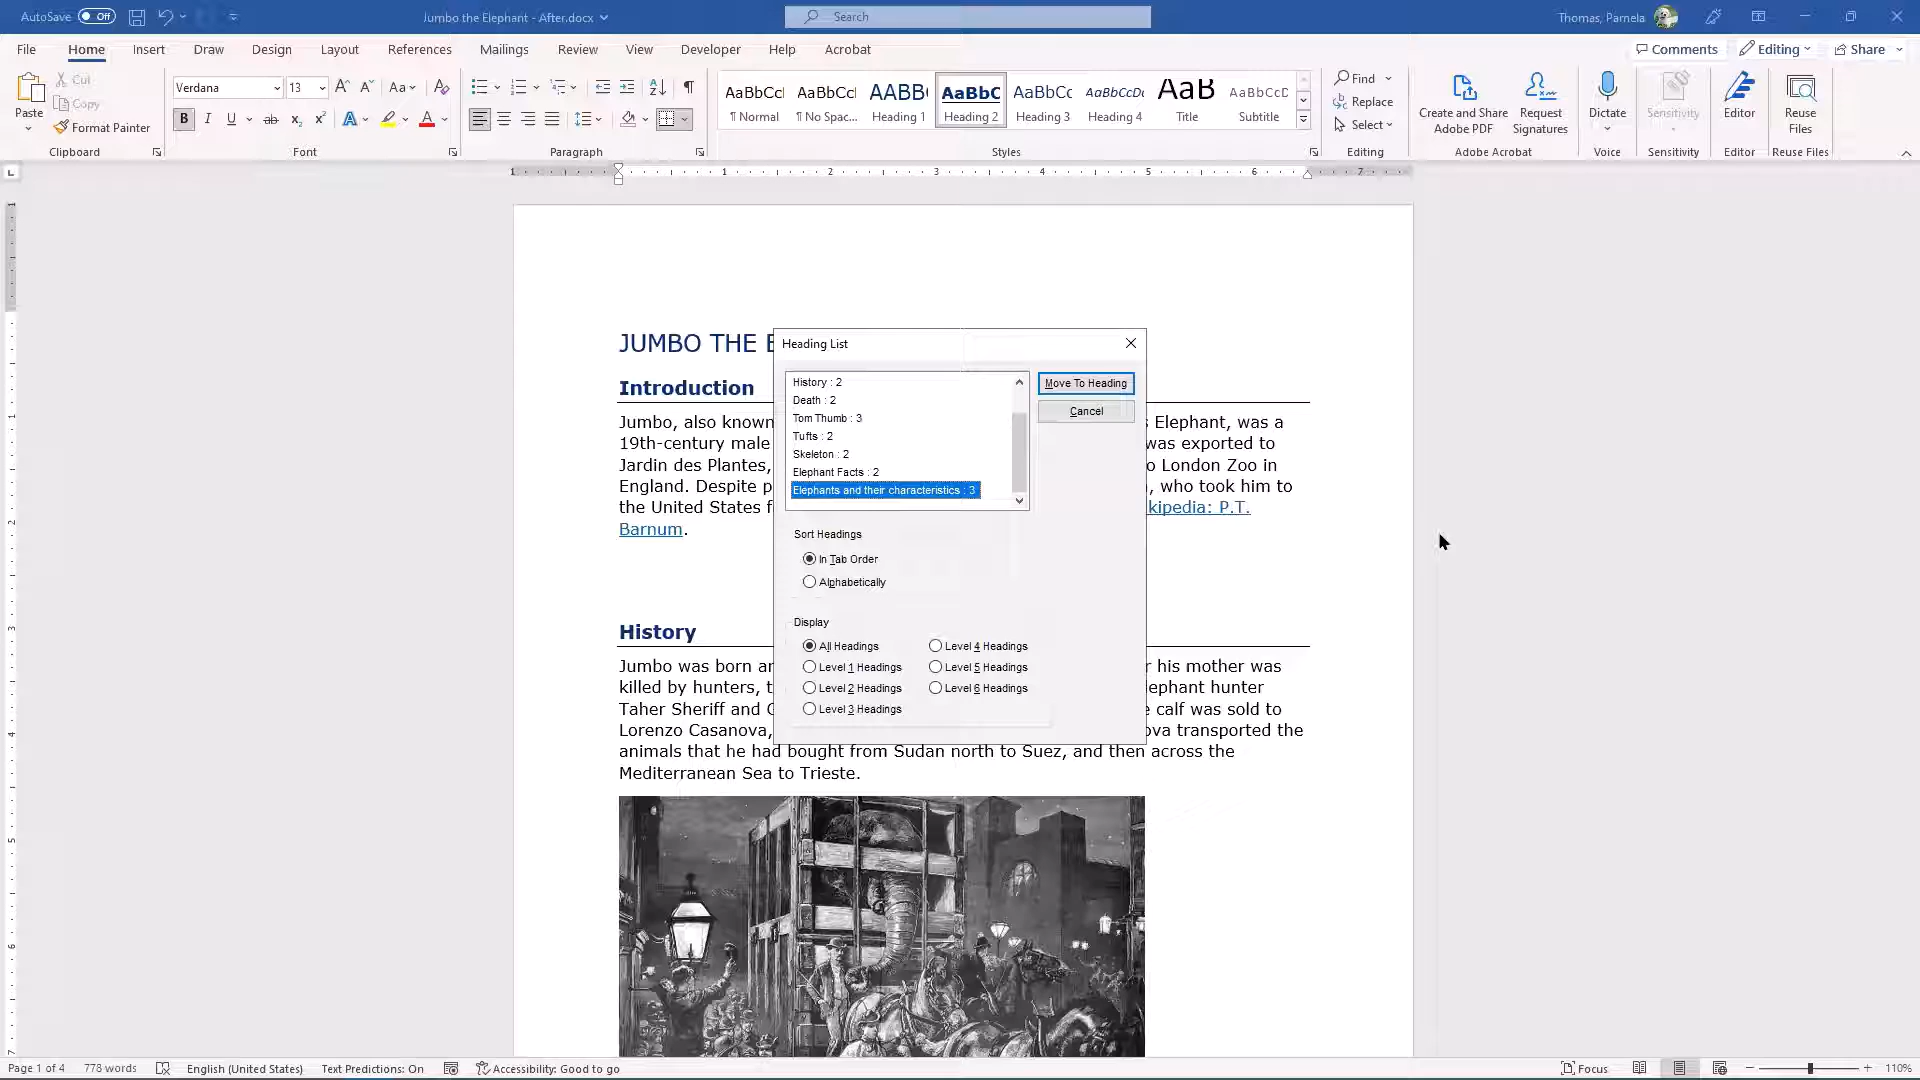 AutoSave Off
Jumbo the Elephant - After.docx
Search
Thomas, Pamela
File Home Insert Draw Design Layout References Mailings Review View Developer Help Acrobat
Comments Editing Share
Paste
Cut
Copy
Format Painter
Clipboard
Verdana 13
Font
Paragraph
AaBbCcI AaBbCcI AABB AaBbC AaBbCc AaBbCcDc AaB AaBbCcD
¶ Normal ¶ No Spac... Heading 1 Heading 2 Heading 3 Heading 4 Title Subtitle
Styles
Find
Replace
Select
Editing
Create and Share Adobe PDF
Request Signatures
Adobe Acrobat
Dictate
Voice
Sensitivity
Sensitivity
Editor
Editor
Reuse Files
Reuse Files
1 1 2 3 4 5 6 7
JUMBO THE E
Introduction
Jumbo, also known s Elephant, was a
19th-century male was exported to
Jardin des Plantes, o London Zoo in
England. Despite p , who took him to
the United States f kipedia: P.T.
Barnum.
History
Jumbo was born an r his mother was
killed by hunters, t lephant hunter
Taher Sheriff and e calf was sold to
Lorenzo Casanova, ova transported the
animals that he had bought from Sudan north to Suez, and then across the
Mediterranean Sea to Trieste.
Heading List
History : 2
Death : 2
Tom Thumb : 3
Tufts : 2
Skeleton : 2
Elephant Facts : 2
Elephants and their characteristics : 3
Move To Heading
Cancel
Sort Headings
In Tab Order
Alphabetically
Display
All Headings Level 4 Headings
Level 1 Headings Level 5 Headings
Level 2 Headings Level 6 Headings
Level 3 Headings
Page 1 of 4 778 words English (United States) Text Predictions: On Accessibility: Good to go Focus 110%